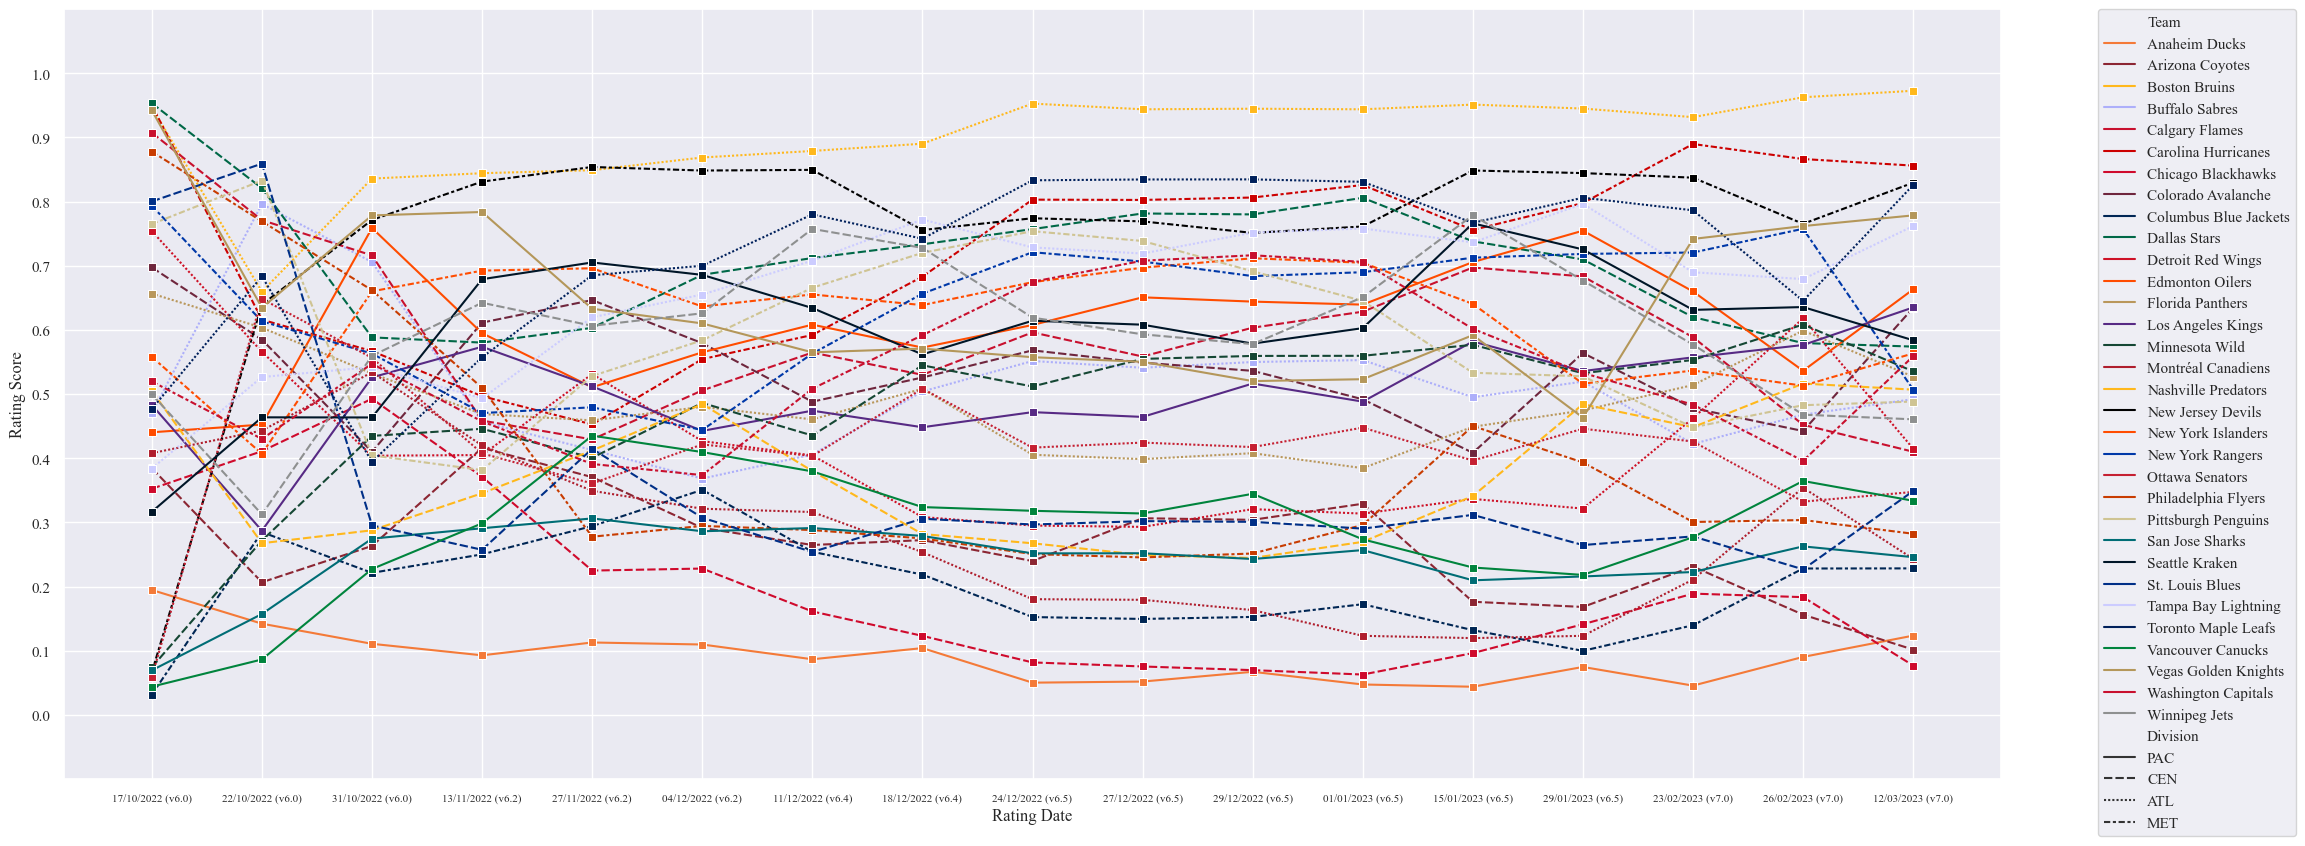 1.0
0.9
0.8
0.7
0.6
0.5
0.4
0.3
0.2
0.1
0.0
Rating Score
17/10/2022 (v6.0)
22/10/2022 (v6.0)
31/10/2022 (v6.0)
13/11/2022 (v6.2)
27/11/2022 (v6.2)
04/12/2022 (v6.2)
11/12/2022 (v6.4)
18/12/2022 (v6.4)
24/12/2022 (v6.5)
27/12/2022 (v6.5)
29/12/2022 (v6.5)
01/01/2023 (v6.5)
15/01/2023 (v6.5)
29/01/2023 (v6.5)
23/02/2023 (v7.0)
26/02/2023 (v7.0)
12/03/2023 (v7.0)
Rating Date
Team
Anaheim Ducks
Arizona Coyotes
Boston Bruins
Buffalo Sabres
Calgary Flames
Carolina Hurricanes
Chicago Blackhawks
Colorado Avalanche
Columbus Blue Jackets
Dallas Stars
Detroit Red Wings
Edmonton Oilers
Florida Panthers
Los Angeles Kings
Minnesota Wild
Montréal Canadiens
Nashville Predators
New Jersey Devils
New York Islanders
New York Rangers
Ottawa Senators
Philadelphia Flyers
Pittsburgh Penguins
San Jose Sharks
Seattle Kraken
St. Louis Blues
Tampa Bay Lightning
Toronto Maple Leafs
Vancouver Canucks
Vegas Golden Knights
Washington Capitals
Winnipeg Jets
Division
PAC
CEN
ATL
MET